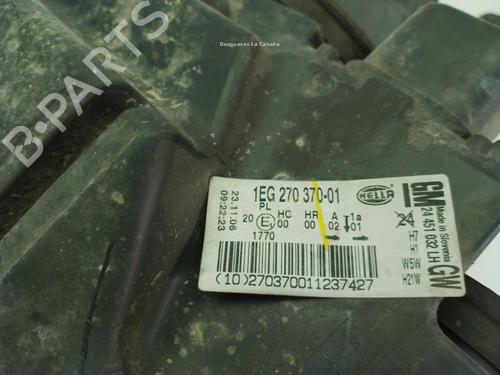 Desguaces La Cabaña
B-PARTS
23.11.06
09:22:23
1EG 270 370-01
HELLA
PL HC HR A 1a
20 E 00 00 02 01
1770
(10)270370011237427
GM
Made in Slovenia
24 451 032 LH GW
24
H7
H1
W5W
H21W